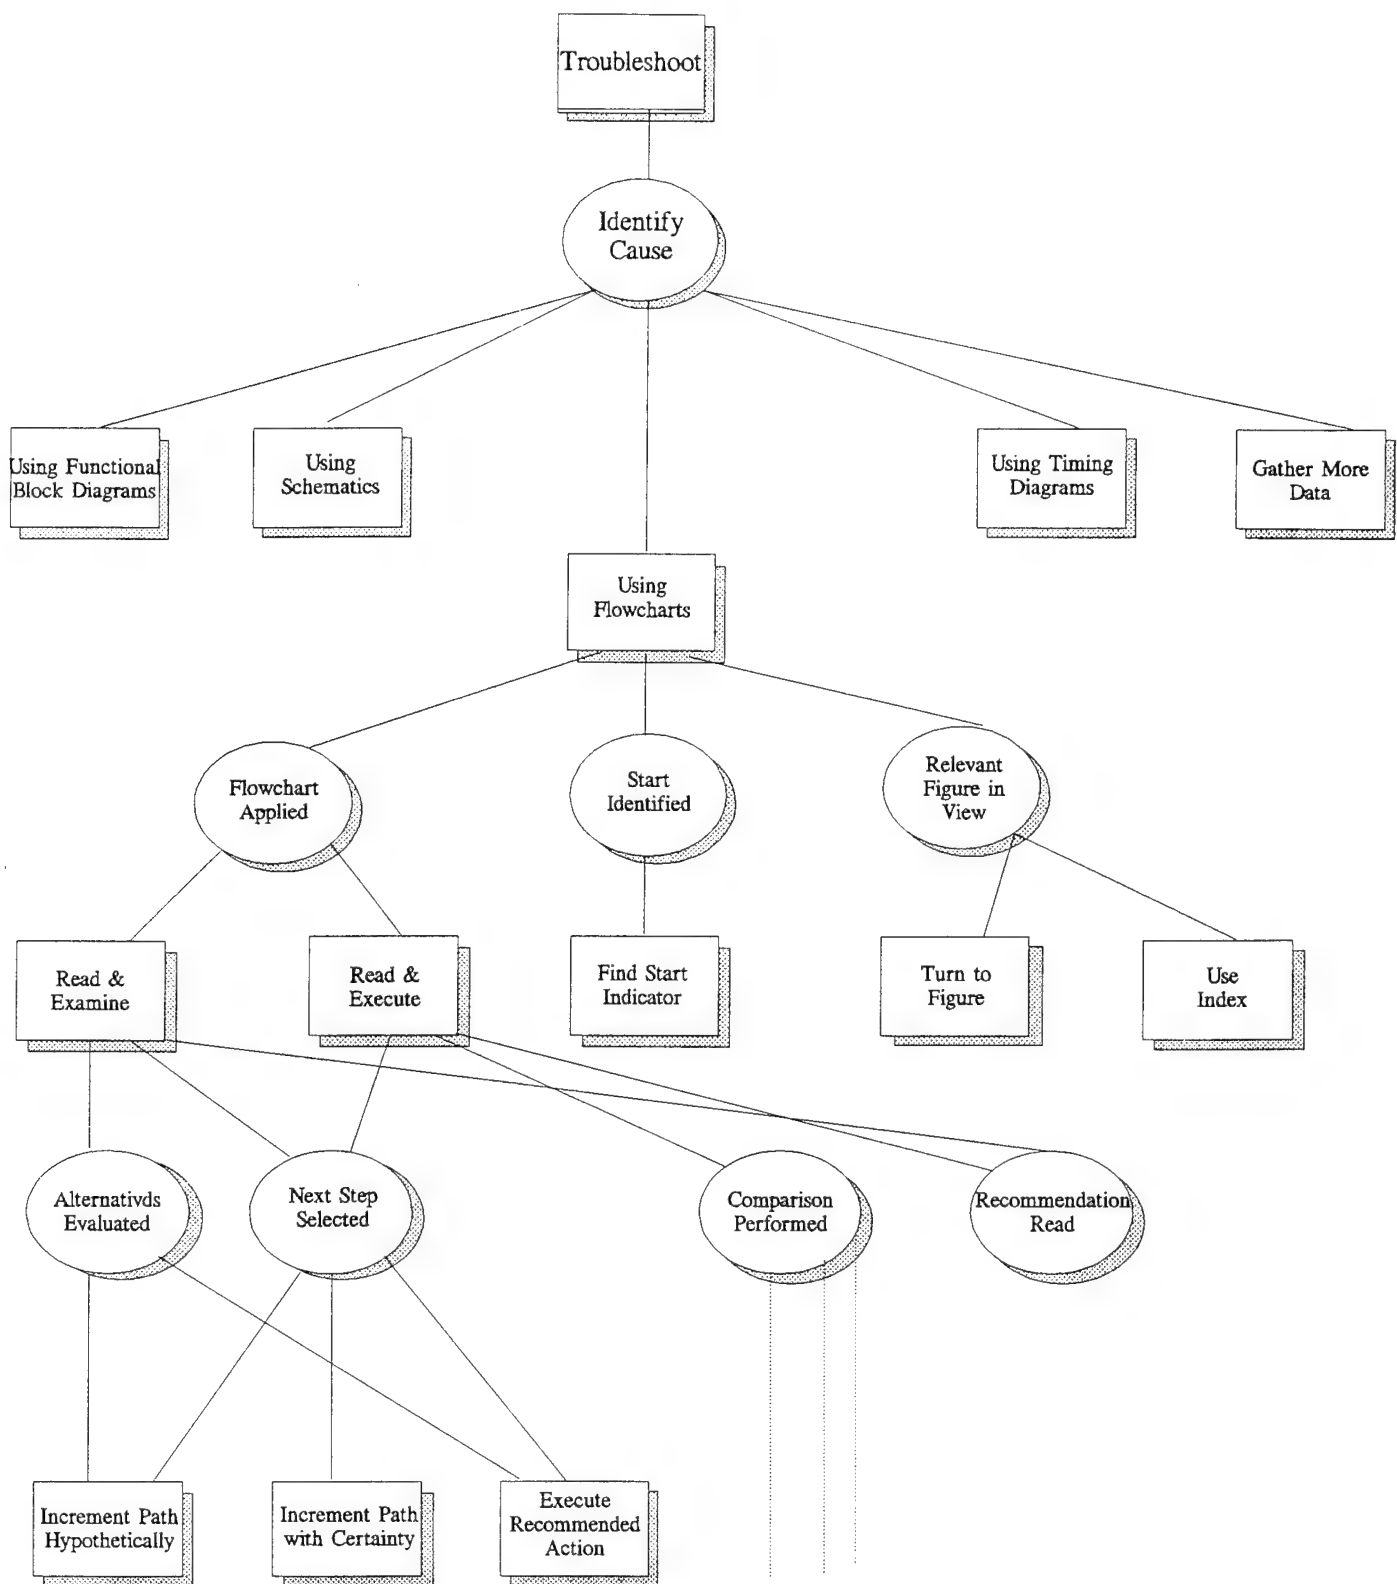 Troubleshoot
Identify
Cause
Using Functional
Block Diagrams
Using
Schematics
Using Timing
Diagrams
Gather More
Data
Using
Flowcharts
Flowchart
Applied
Start
Identified
Relevant
Figure in
View
Read &
Examine
Read &
Execute
Find Start
Indicator
Turn to
Figure
Use
Index
Alternativds
Evaluated
Next Step
Selected
Comparison
Performed
Recommendation
Read
Increment Path
Hypothetically
Increment Path
with Certainty
Execute
Recommended
Action